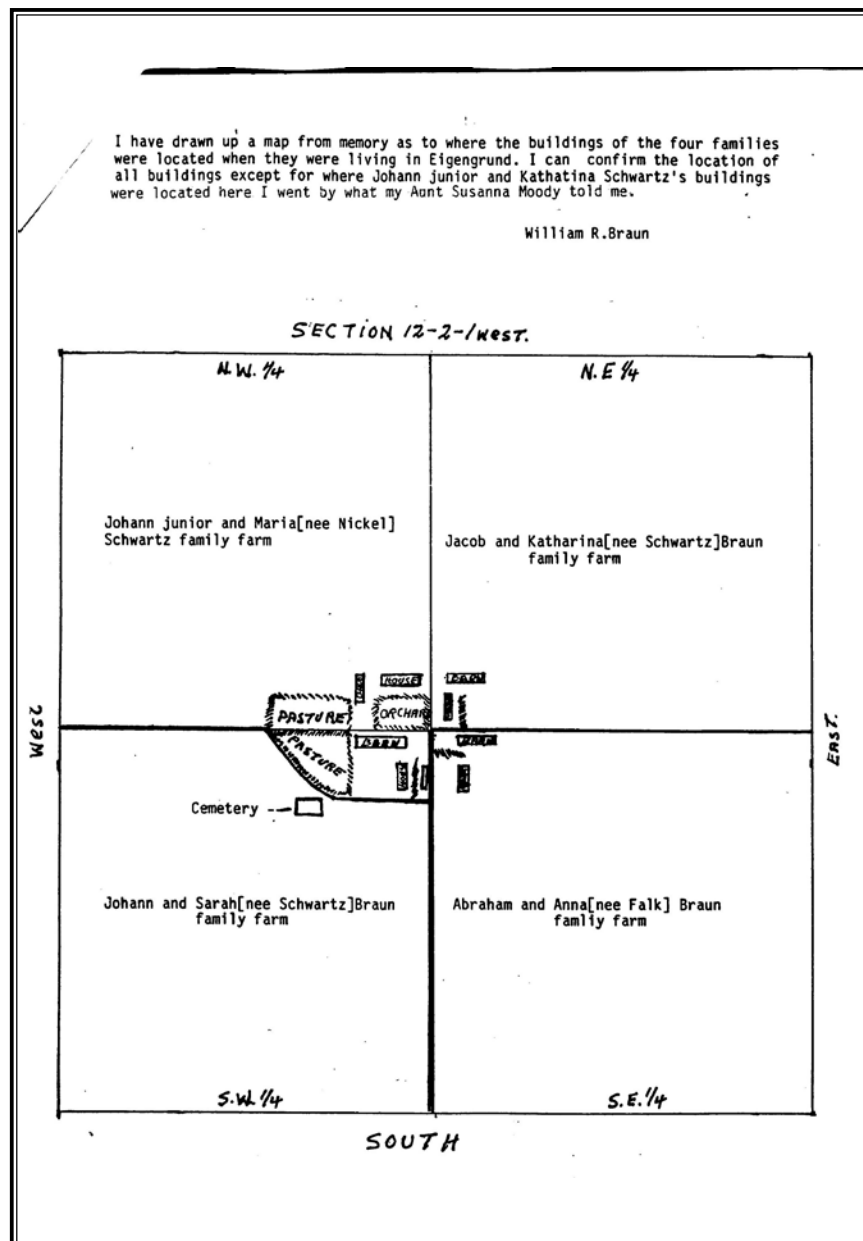 I have drawn up a map from memory as to where the buildings of the four families
were located when they were living in Eigengrund. I can confirm the location of
all buildings except for where Johann junior and Kathatina Schwartz's buildings
were located here I went by what my Aunt Susanna Moody told me.
William R.Braun
SECTION 12-2-1West.
N.W. 1/4
N.E 1/4
Johann junior and Maria[nee Nickel]
Schwartz family farm
Jacob and Katharina[nee Schwartz]Braun
family farm
HOUSE
BARN
PASTURE
ORCHARD
WEST
EAST.
BARN
BARN
PASTURE
Cemetery
Johann and Sarah[nee Schwartz]Braun
family farm
Abraham and Anna[nee Falk] Braun
famliy farm
S.W. 1/4
S.E. 1/4
SOUTH